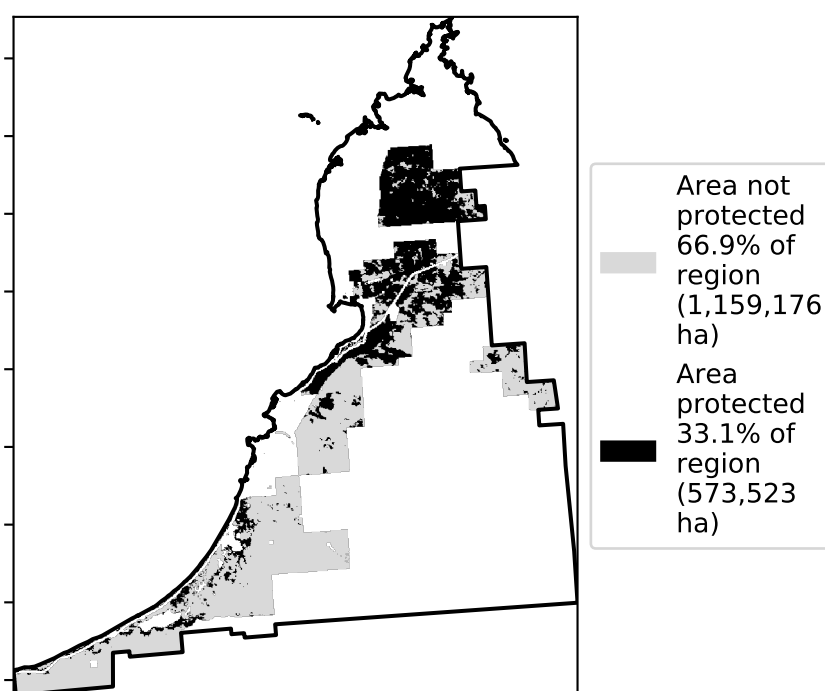 Area not
protected
66.9% of
region
(1,159,176
ha)
Area
protected
33.1% of
region
(573,523
ha)